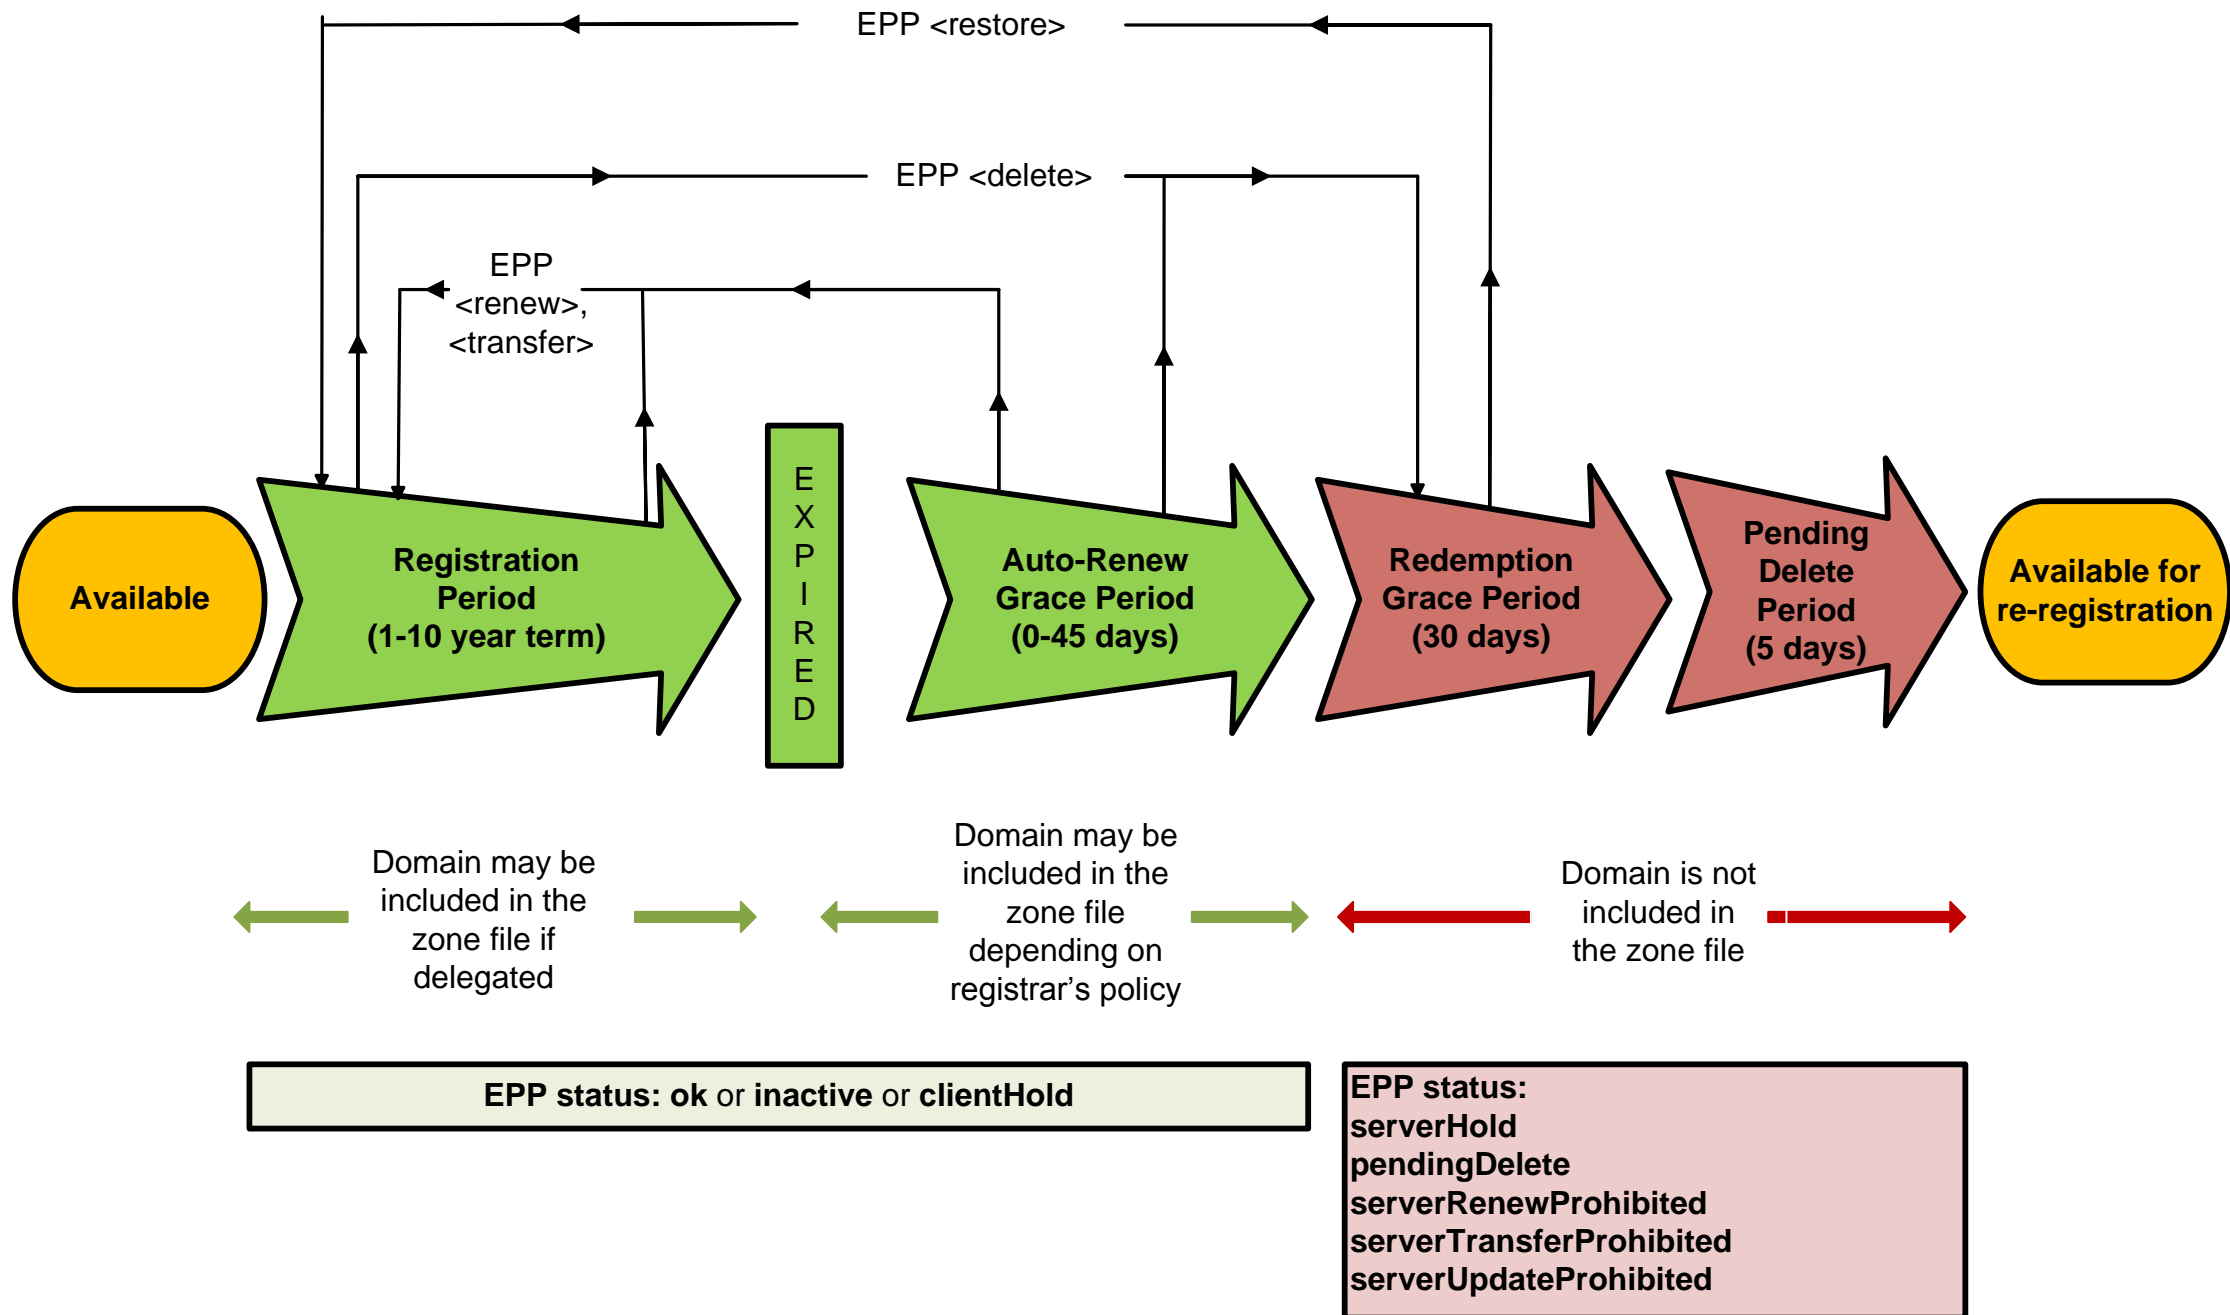 EPP <restore>
EPP <delete>
EPP
<renew>,
<transfer>
Available
Registration
Period
(1-10 year term)
E
X
P
I
R
E
D
Auto-Renew
Grace Period
(0-45 days)
Redemption
Grace Period
(30 days)
Pending
Delete
Period
(5 days)
Available for
re-registration
Domain may be
included in the
zone file if
delegated
Domain may be
included in the
zone file
depending on
registrar’s policy
Domain is not
included in
the zone file
EPP status: ok or inactive or clientHold
EPP status:
serverHold
pendingDelete
serverRenewProhibited
serverTransferProhibited
serverUpdateProhibited